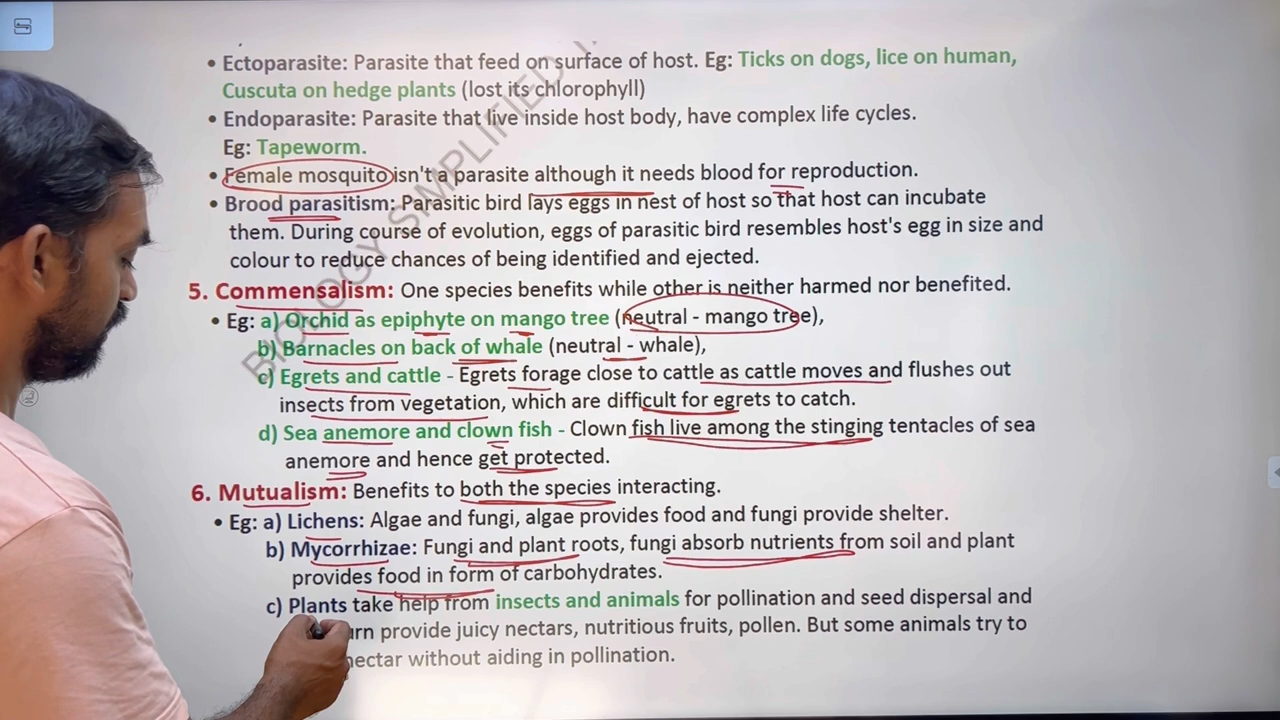 • Ectoparasite: Parasite that feed on surface of host. Eg: Ticks on dogs, lice on human,
Cuscuta on hedge plants (lost its chlorophyll)
• Endoparasite: Parasite that live inside host body, have complex life cycles.
Eg: Tapeworm.
• Female mosquito isn't a parasite although it needs blood for reproduction.
• Brood parasitism: Parasitic bird lays eggs in nest of host so that host can incubate
them. During course of evolution, eggs of parasitic bird resembles host's egg in size and
colour to reduce chances of being identified and ejected.
5. Commensalism: One species benefits while other is neither harmed nor benefited.
• Eg: a) Orchid as epiphyte on mango tree (neutral - mango tree),
b) Barnacles on back of whale (neutral - whale),
c) Egrets and cattle - Egrets forage close to cattle as cattle moves and flushes out
insects from vegetation, which are difficult for egrets to catch.
d) Sea anemore and clown fish - Clown fish live among the stinging tentacles of sea
anemore and hence get protected.
6. Mutualism: Benefits to both the species interacting.
• Eg: a) Lichens: Algae and fungi, algae provides food and fungi provide shelter.
b) Mycorrhizae: Fungi and plant roots, fungi absorb nutrients from soil and plant
provides food in form of carbohydrates.
c) Plants take help from insects and animals for pollination and seed dispersal and
provide juicy nectars, nutritious fruits, pollen. But some animals try to
nectar without aiding in pollination.
BIOLOGY SIMPLIFIED